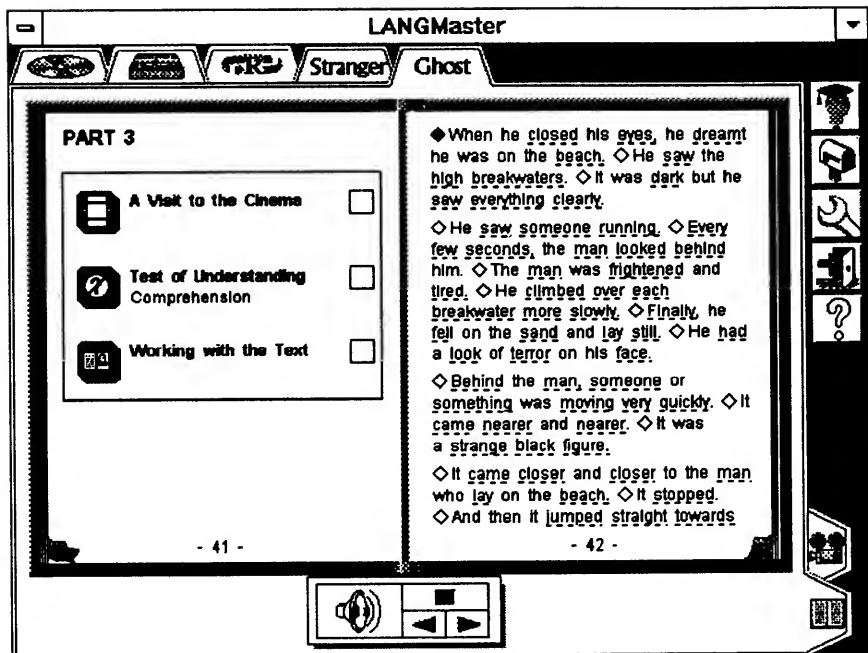 LANGMaster
Stranger
Ghost
PART 3
A Visit to the Cinema
Test of Understanding
Comprehension
Working with the Text
- 41 -
◆When he closed his eyes, he dreamt
he was on the beach. ◇He saw the
high breakwaters. ◇It was dark but he
saw everything clearly.
◇He saw someone running. ◇Every
few seconds, the man looked behind
him. ◇The man was frightened and
tired. ◇He climbed over each
breakwater more slowly. ◇Finally, he
fell on the sand and lay still. ◇He had
a look of terror on his face.
◇Behind the man, someone or
something was moving very quickly. ◇It
came nearer and nearer. ◇It was
a strange black figure.
◇It came closer and closer to the man
who lay on the beach. ◇It stopped.
◇And then it jumped straight towards
- 42 -